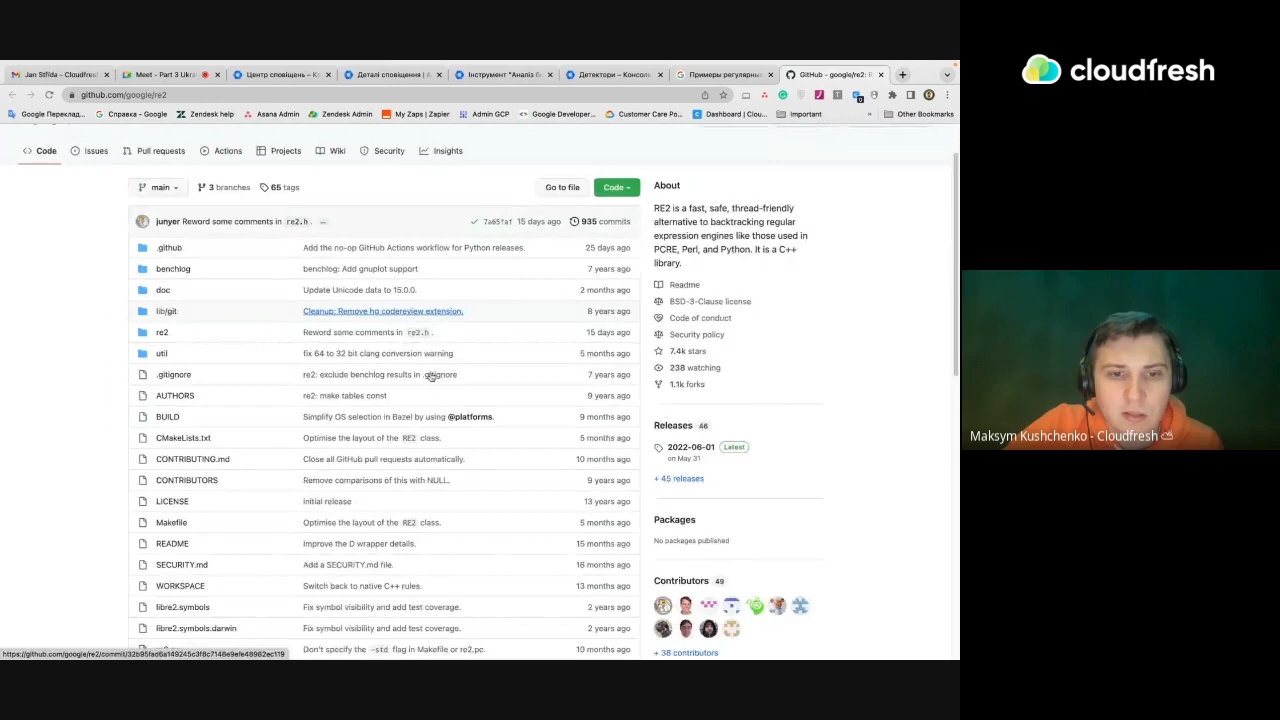 cloudfresh
Jan Střída - Cloudfres
Meet - Part 3 Ukra
Центр сповіщень – Ко
Деталі сповіщення | А
Інструмент "Аналіз бе
Детектори – Консоль
Примеры регулярные
GitHub - google/re2: R
github.com/google/re2
Google Переклад...
Справка - Google
Zendesk help
Asana Admin
Zendesk Admin
My Zaps | Zapier
Admin GCP
Google Developer...
Customer Care Po...
Dashboard | Clou...
Important
»
Other Bookmarks
Code
Issues
Pull requests
Actions
Projects
Wiki
Security
Insights
main
3 branches
65 tags
Go to file
Code
junyer Reword some comments in re2.h. ...
7a65faf 15 days ago
935 commits
.github Add the no-op GitHub Actions workflow for Python releases. 25 days ago
benchlog benchlog: Add gnuplot support 7 years ago
doc Update Unicode data to 15.0.0. 2 months ago
lib/git Cleanup: Remove hg codereview extension. 8 years ago
re2 Reword some comments in re2.h. 15 days ago
util fix 64 to 32 bit clang conversion warning 5 months ago
.gitignore re2: exclude benchlog results in .gitignore 7 years ago
AUTHORS re2: make tables const 9 years ago
BUILD Simplify OS selection in Bazel by using @platforms. 9 months ago
CMakeLists.txt Optimise the layout of the RE2 class. 5 months ago
CONTRIBUTING.md Close all GitHub pull requests automatically. 10 months ago
CONTRIBUTORS Remove comparisons of this with NULL. 9 years ago
LICENSE initial release 13 years ago
Makefile Optimise the layout of the RE2 class. 5 months ago
README Improve the D wrapper details. 15 months ago
SECURITY.md Add a SECURITY.md file. 16 months ago
WORKSPACE Switch back to native C++ rules. 13 months ago
libre2.symbols Fix symbol visibility and add test coverage. 2 years ago
libre2.symbols.darwin Fix symbol visibility and add test coverage. 2 years ago
Don't specify the -std flag in Makefile or re2.pc. 10 months ago
About
RE2 is a fast, safe, thread-friendly
alternative to backtracking regular
expression engines like those used in
PCRE, Perl, and Python. It is a C++
library.
Readme
BSD-3-Clause license
Code of conduct
Security policy
7.4k stars
238 watching
1.1k forks
Releases 46
2022-06-01 Latest
on May 31
+ 45 releases
Packages
No packages published
Contributors 49
+ 38 contributors
Maksym Kushchenko - Cloudfresh